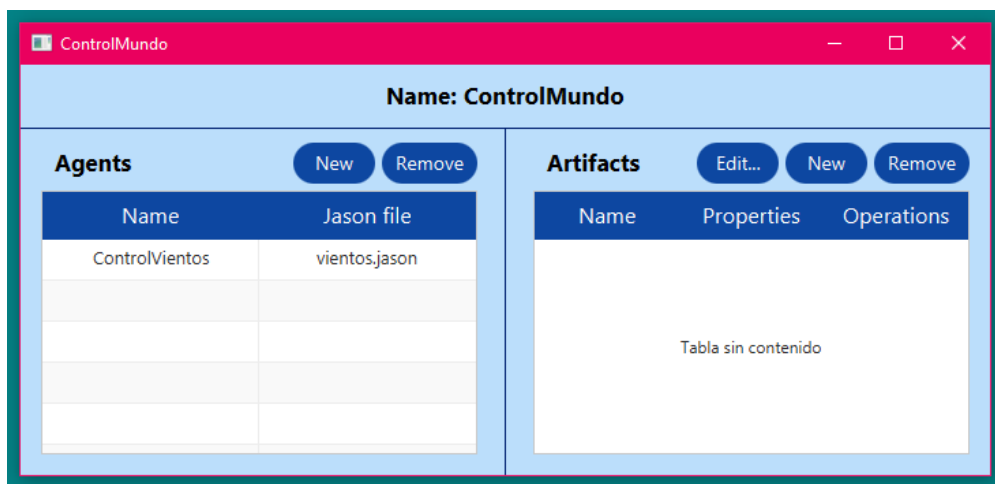 ControlMundo
Name: ControlMundo
Agents New Remove
Name Jason file
ControlVientos vientos.jason
Artifacts Edit... New Remove
Name Properties Operations
Tabla sin contenido